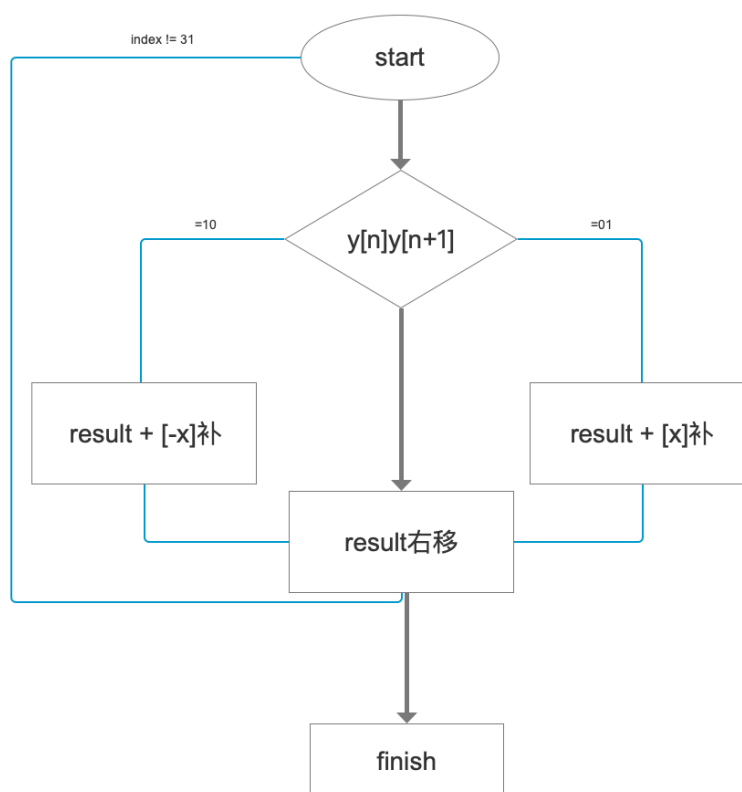 index != 31
start
y[n]y[n+1]
=10
=01
result + [-x]补
result + [x]补
result右移
finish